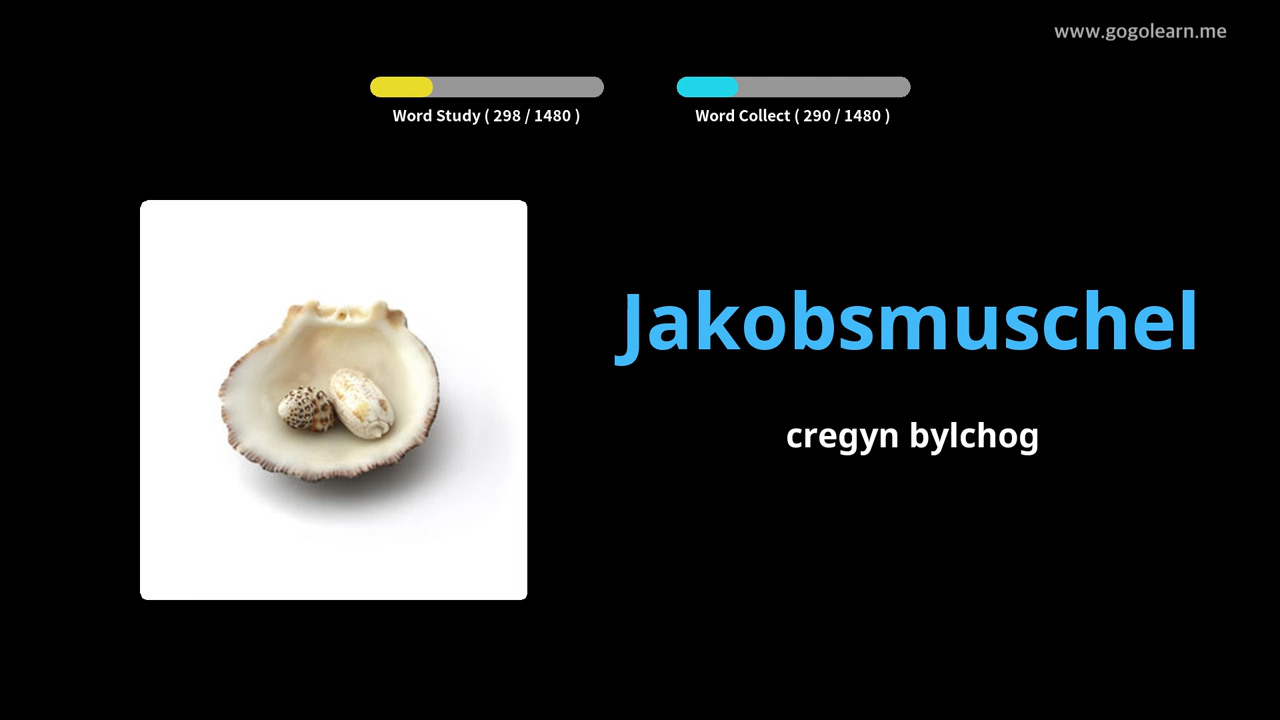 www.gogolearn.me
Word Study ( 298 / 1480 )
Word Collect ( 290 / 1480 )
Jakobsmuschel
cregyn bylchog